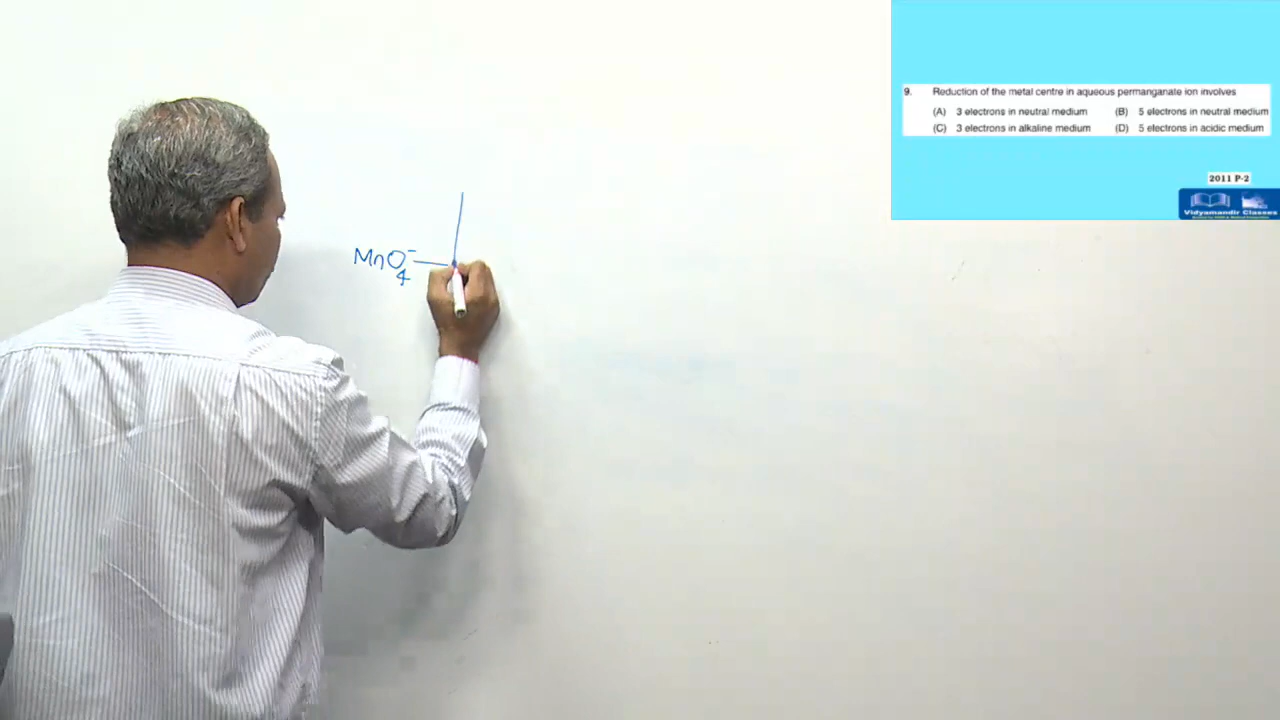 9. Reduction of the metal centre in aqueous permanganate ion involves
(A) 3 electrons in neutral medium (B) 5 electrons in neutral medium
(C) 3 electrons in alkaline medium (D) 5 electrons in acidic medium
2011 P-2
Vidyamandir Classes
MnO4-